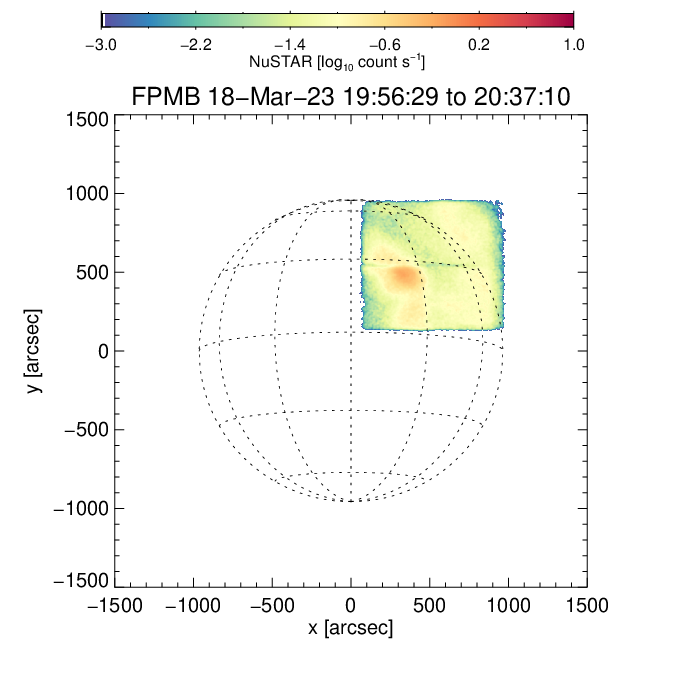 −3.0 −2.2 −1.4 −0.6 0.2 1.0
NuSTAR [log₁₀ count s⁻¹]
FPMB 18−Mar−23 19:56:29 to 20:37:10
1500
1000
500
0
−500
−1000
−1500
y [arcsec]
−1500 −1000 −500 0 500 1000 1500
x [arcsec]